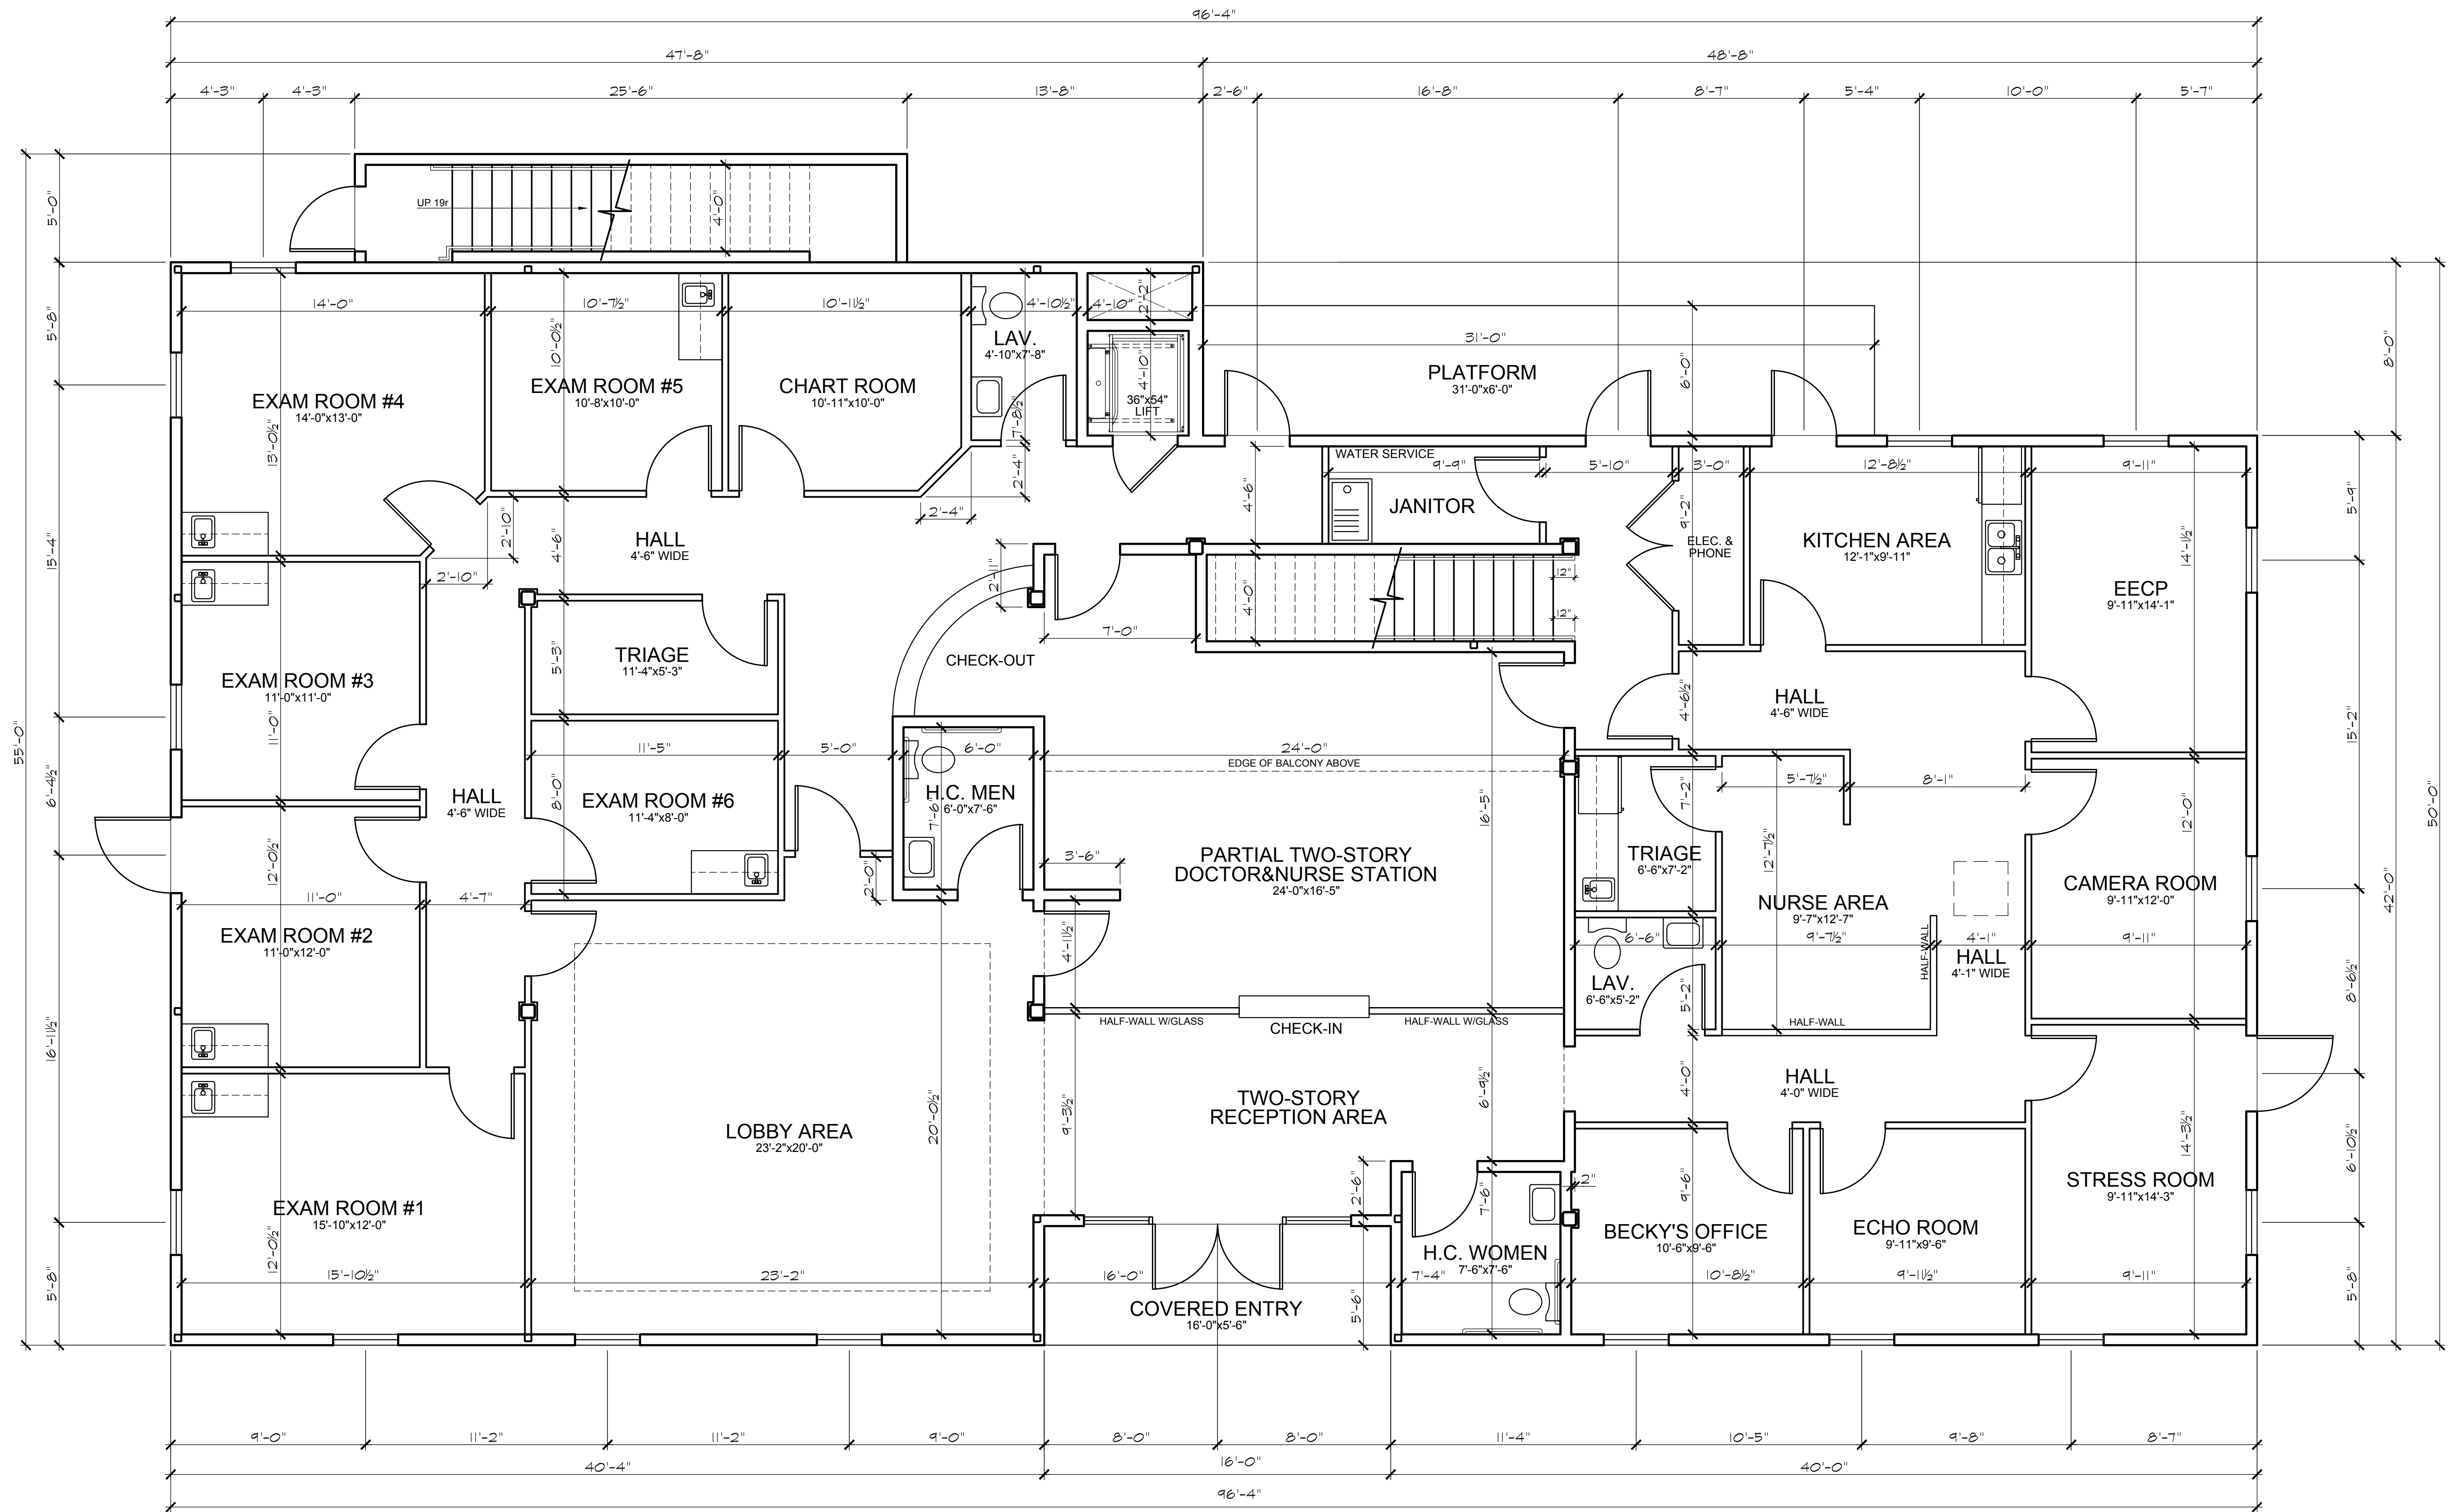 96'-4"
47'-8"
48'-8"
4'-3"
4'-3"
25'-6"
13'-8"
2'-6"
16'-8"
8'-7"
5'-4"
10'-0"
5'-7"
5'-0"
UP 19r
4'-0"
5'-8"
14'-0"
10'-7½"
10'-11½"
4'-10½"
4'-10"
2'-2"
10'-0½"
LAV.
4'-10"x7'-8"
31'-0"
6'-0"
8'-0"
EXAM ROOM #4
14'-0"x13'-0"
13'-0½"
EXAM ROOM #5
10'-8"x10'-0"
CHART ROOM
10'-11"x10'-0"
7'-8½"
4'-10"
36"x54"
LIFT
PLATFORM
31'-0"x6'-0"
2'-4"
2'-4"
WATER SERVICE
9'-9"
5'-10"
3'-0"
12'-8½"
9'-11"
5'-9"
15'-4"
2'-10"
2'-10"
HALL
4'-6" WIDE
4'-6"
4'-6"
JANITOR
9'-2"
ELEC. &
PHONE
KITCHEN AREA
12'-1"x9'-11"
14'-1½"
EECP
9'-11"x14'-1"
2'-11"
4'-0"
12"
12"
7'-0"
EXAM ROOM #3
11'-0"x11'-0"
11'-0"
TRIAGE
11'-4"x5'-3"
5'-3"
CHECK-OUT
4'-6½"
HALL
4'-6" WIDE
15'-2"
55'-0"
6'-4½"
11'-5"
5'-0"
6'-0"
24'-0"
EDGE OF BALCONY ABOVE
HALL
4'-6" WIDE
8'-0"
EXAM ROOM #6
11'-4"x8'-0"
H.C. MEN
6'-0"x7'-6"
7'-6"
16'-5"
7'-2"
5'-7½"
8'-1"
12'-0"
42'-0"
50'-0"
12'-0½"
2'-0"
3'-6"
PARTIAL TWO-STORY
DOCTOR&NURSE STATION
24'-0"x16'-5"
TRIAGE
6'-6"x7'-2"
12'-7½"
NURSE AREA
9'-7"x12'-7"
CAMERA ROOM
9'-11"x12'-0"
11'-0"
4'-7"
EXAM ROOM #2
11'-0"x12'-0"
4'-11½"
6'-6"
9'-7½"
HALF-WALL
4'-1"
HALL
4'-1" WIDE
9'-11"
8'-6½"
LAV.
6'-6"x5'-2"
5'-2"
16'-11½"
HALF-WALL W/GLASS
CHECK-IN
HALF-WALL W/GLASS
HALF-WALL
4'-0"
HALL
4'-0" WIDE
LOBBY AREA
23'-2"x20'-0"
20'-0½"
9'-3½"
TWO-STORY
RECEPTION AREA
6'-9½"
14'-3½"
6'-10½"
EXAM ROOM #1
15'-10"x12'-0"
12'-0½"
2'-6"
7'-6"
2"
9'-6"
STRESS ROOM
9'-11"x14'-3"
BECKY'S OFFICE
10'-6"x9'-6"
ECHO ROOM
9'-11"x9'-6"
H.C. WOMEN
7'-6"x7'-6"
5'-8"
15'-10½"
23'-2"
16'-0"
7'-4"
10'-8½"
9'-11½"
9'-11"
5'-8"
COVERED ENTRY
16'-0"x5'-6"
5'-6"
9'-0"
11'-2"
11'-2"
9'-0"
8'-0"
8'-0"
11'-4"
10'-5"
9'-8"
8'-7"
40'-4"
16'-0"
40'-0"
96'-4"